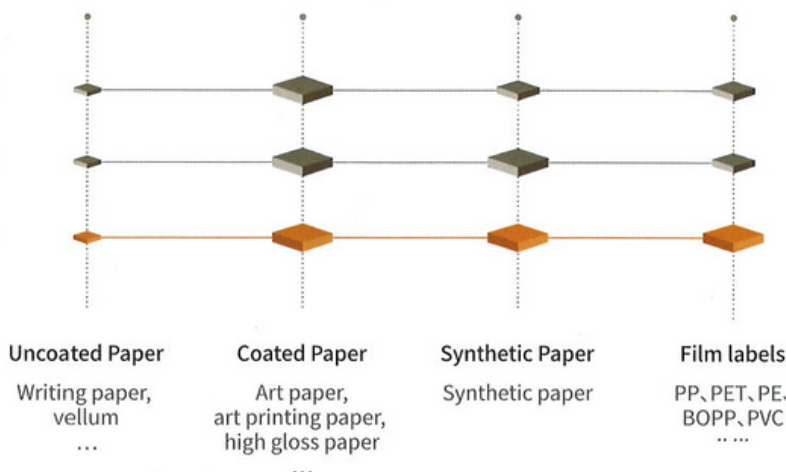 Uncoated Paper
Coated Paper
Synthetic Paper
Film labels
Writing paper,
vellum
...
Art paper,
art printing paper,
high gloss paper
Synthetic paper
PP、PET、PE、
BOPP、PVC
.. ...